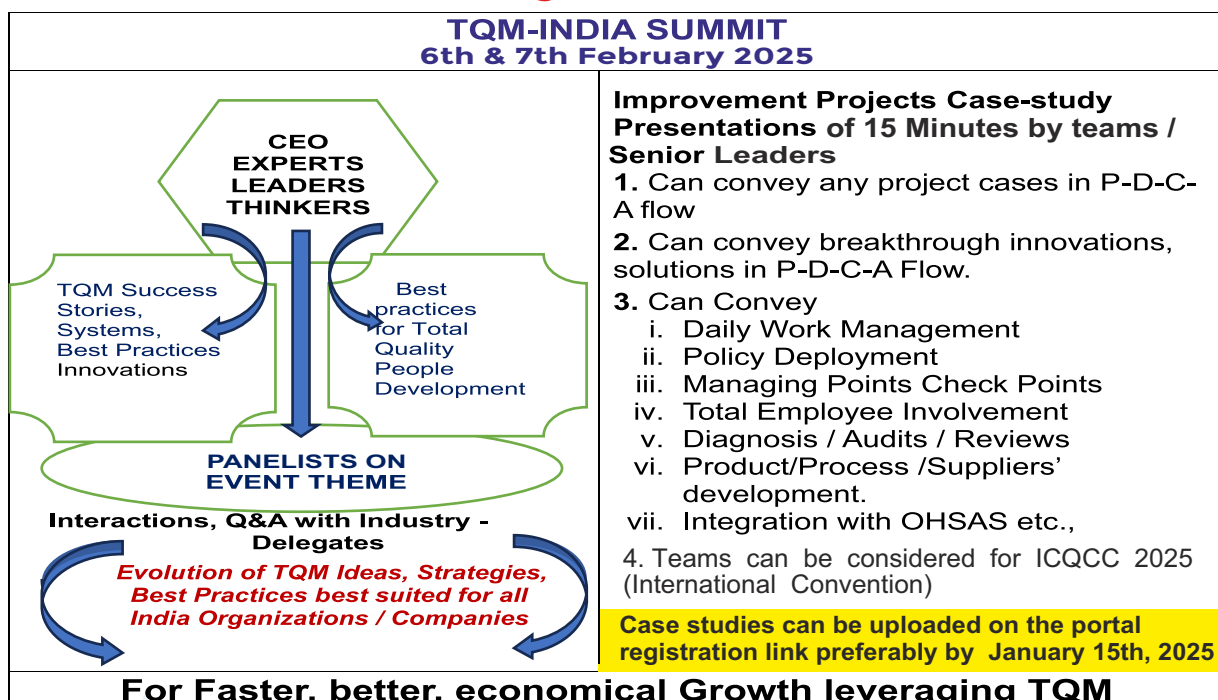 TQM-INDIA SUMMIT
6th & 7th February 2025
CEO
EXPERTS
LEADERS
THINKERS
TQM Success
Stories,
Systems,
Best Practices
Innovations
Best
practices
for Total
Quality
People
Development
PANELISTS ON
EVENT THEME
Interactions, Q&A with Industry -
Delegates
Evolution of TQM Ideas, Strategies,
Best Practices best suited for all
India Organizations / Companies
Improvement Projects Case-study
Presentations of 15 Minutes by teams /
Senior Leaders
1. Can convey any project cases in P-D-C-
A flow
2. Can convey breakthrough innovations,
solutions in P-D-C-A Flow.
3. Can Convey
i. Daily Work Management
ii. Policy Deployment
iii. Managing Points Check Points
iv. Total Employee Involvement
v. Diagnosis / Audits / Reviews
vi. Product/Process /Suppliers’
development.
vii. Integration with OHSAS etc.,
4. Teams can be considered for ICQCC 2025
(International Convention)
Case studies can be uploaded on the portal
registration link preferably by January 15th, 2025
For Faster, better, economical Growth leveraging TQM